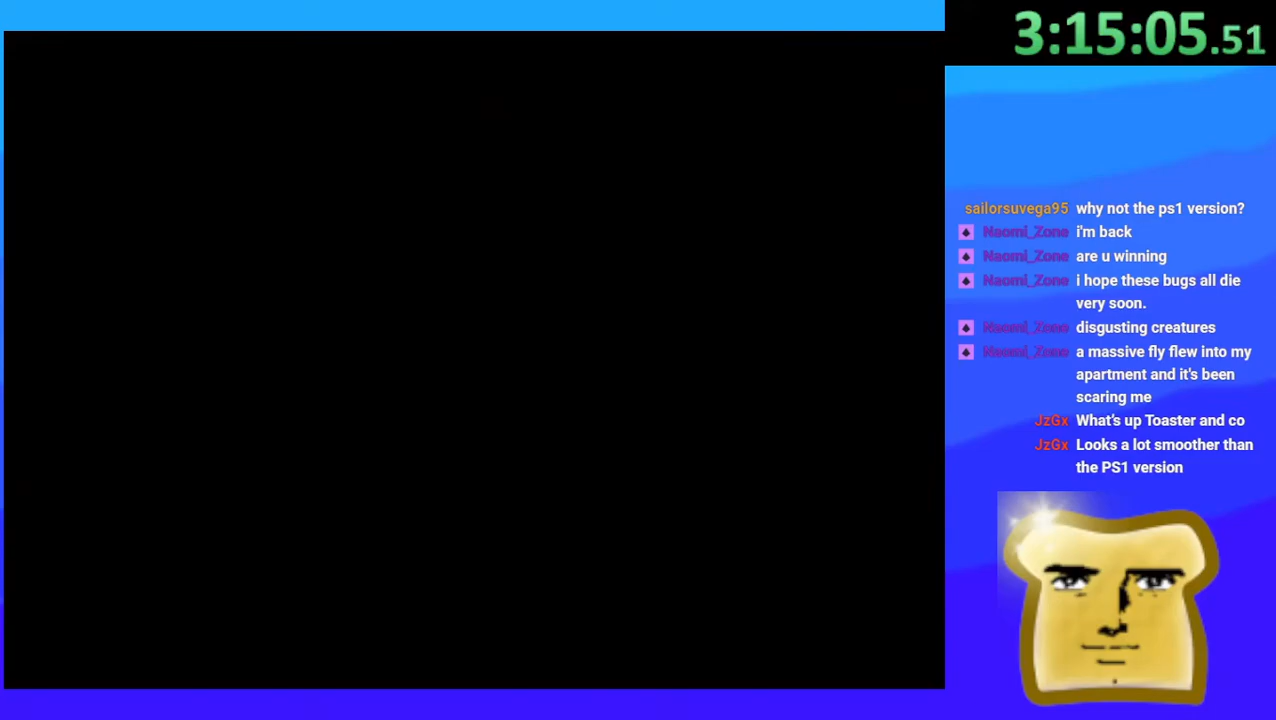 3:15:05.51
sailorsuvega95 why not the ps1 version?
Naomi_Zone i'm back
Naomi_Zone are u winning
Naomi_Zone i hope these bugs all die
very soon.
Naomi_Zone disgusting creatures
Naomi_Zone a massive fly flew into my
apartment and it's been
scaring me
JzGx What's up Toaster and co
JzGx Looks a lot smoother than
the PS1 version